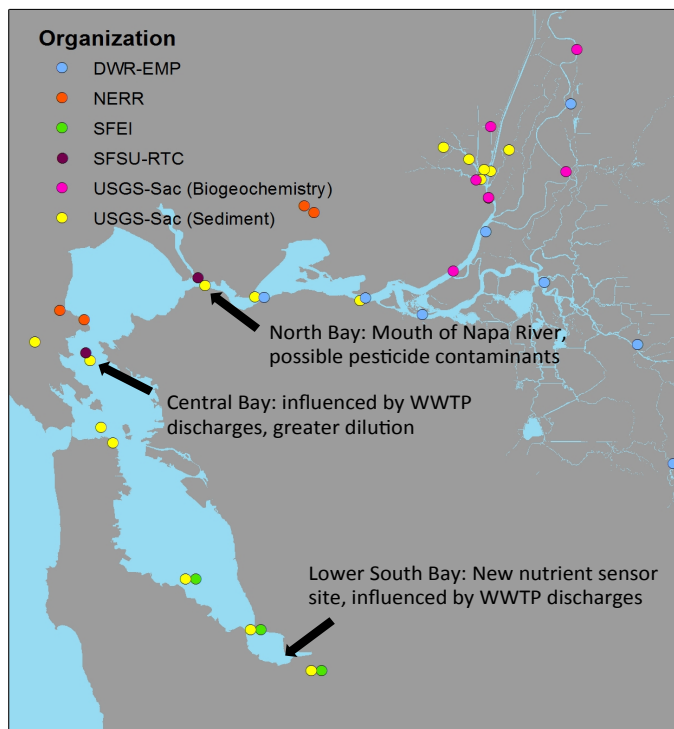 Organization
DWR-EMP
NERR
SFEI
SFSU-RTC
USGS-Sac (Biogeochemistry)
USGS-Sac (Sediment)
North Bay: Mouth of Napa River,
possible pesticide contaminants
Central Bay: influenced by WWTP
discharges, greater dilution
Lower South Bay: New nutrient sensor
site, influenced by WWTP discharges